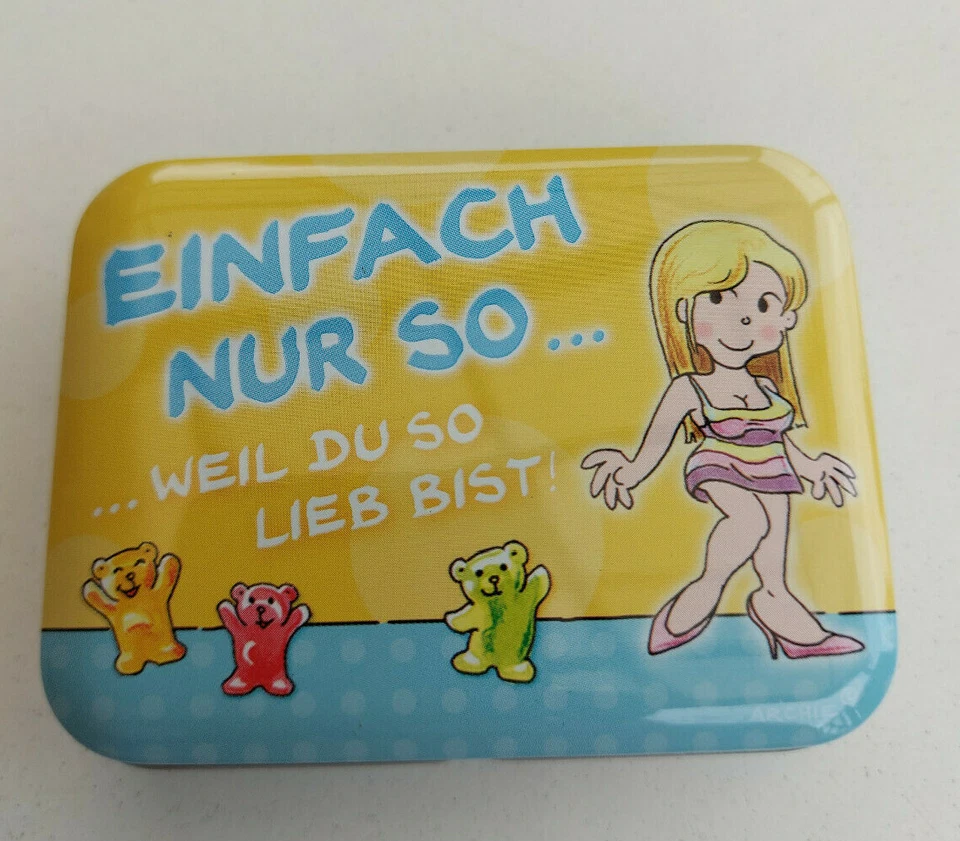 EINFACH
NUR SO...
...WEIL DU SO
LIEB BIST!